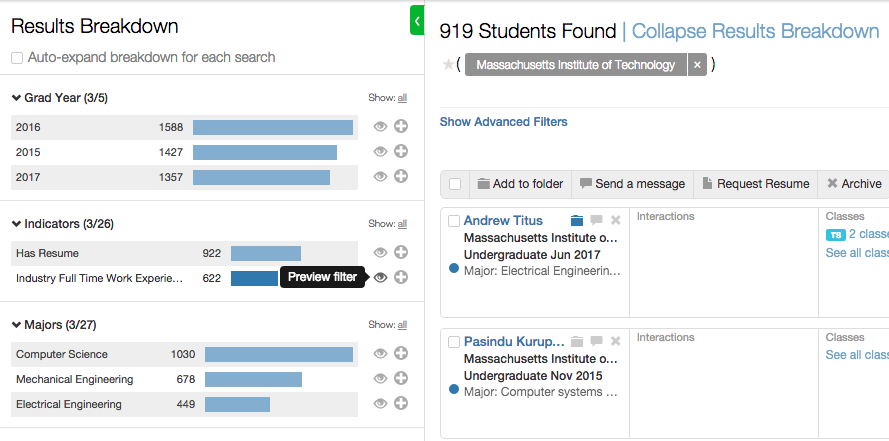 Results Breakdown
Auto-expand breakdown for each search
Grad Year (3/5) Show: all
2016 1588
2015 1427
2017 1357
Indicators (3/26) Show: all
Has Resume 922
Industry Full Time Work Experie... 622 Preview filter
Majors (3/27) Show: all
Computer Science 1030
Mechanical Engineering 678
Electrical Engineering 449
919 Students Found | Collapse Results Breakdown
( Massachusetts Institute of Technology × )
Show Advanced Filters
Add to folder Send a message Request Resume Archive
Andrew Titus
Massachusetts Institute o...
Undergraduate Jun 2017
Major: Electrical Engineerin...
Interactions
Classes
T8 2 classe
See all class
Pasindu Kurup...
Massachusetts Institute o...
Undergraduate Nov 2015
Major: Computer systems ...
Interactions
Classes
See all class